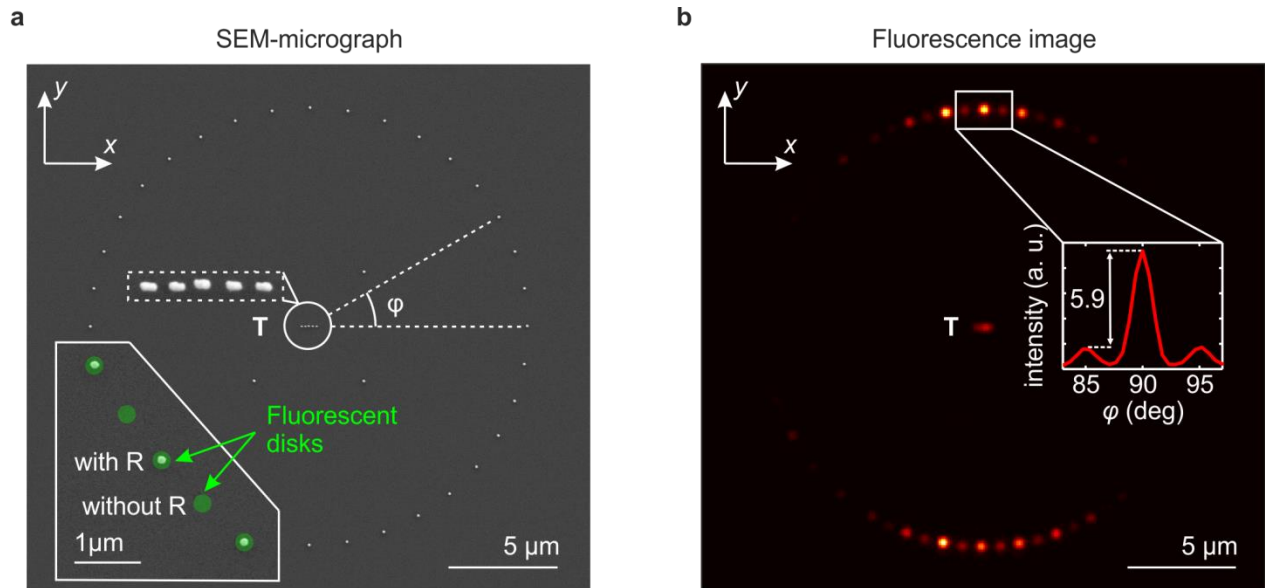 a
SEM-micrograph
y
x
T
φ
Fluorescent
disks
with R
without R
1μm
5 μm
b
Fluorescence image
y
x
T
intensity (a. u.)
5.9
85 90 95
φ (deg)
5 μm